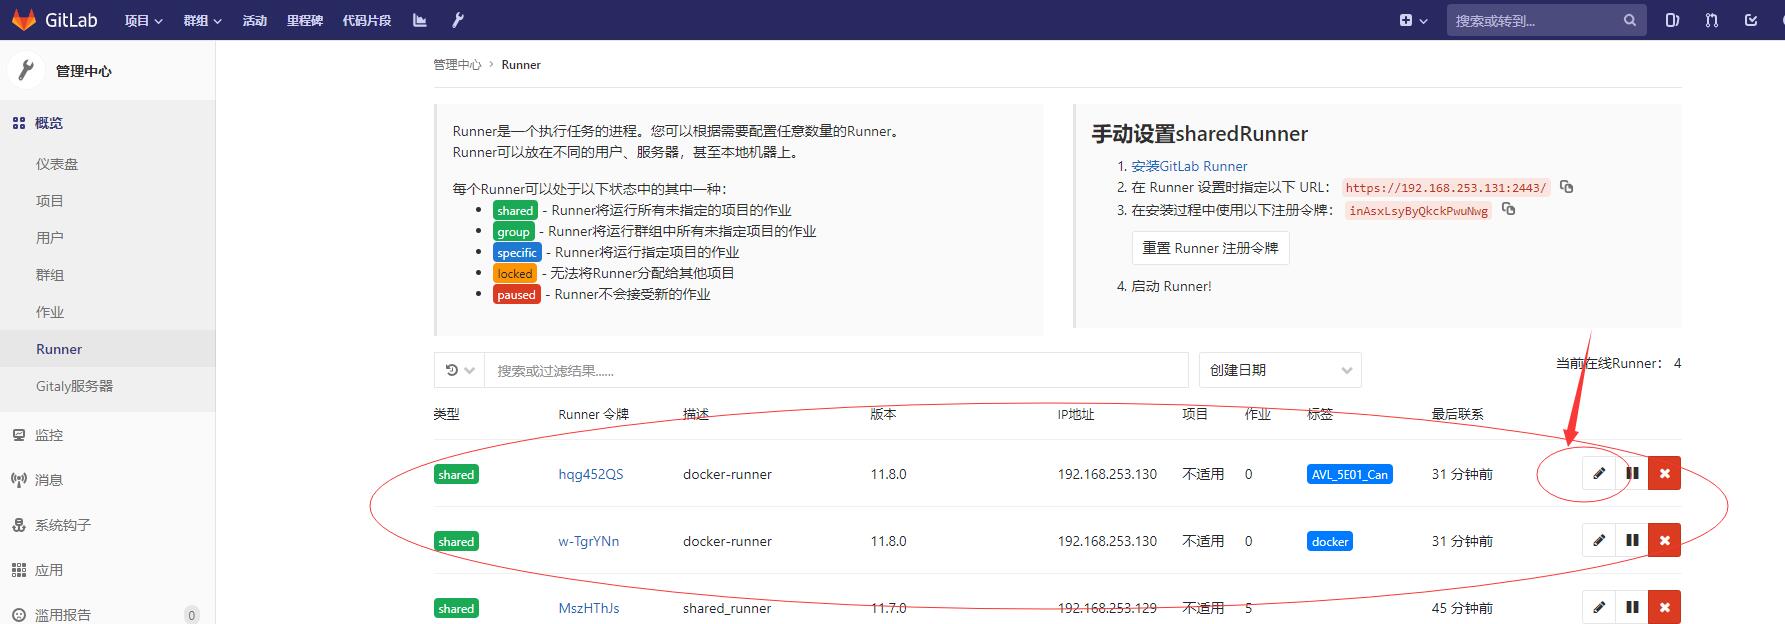 GitLab 项目 群组 活动 里程碑 代码片段 搜索或转到...
管理中心
概览
仪表盘
项目
用户
群组
作业
Runner
Gitaly服务器
监控
消息
系统钩子
应用
滥用报告 0
管理中心 > Runner
Runner是一个执行任务的进程。您可以根据需要配置任意数量的Runner。
Runner可以放在不同的用户、服务器，甚至本地机器上。
每个Runner可以处于以下状态中的其中一种：
shared - Runner将运行所有未指定的项目的作业
group - Runner将运行群组中所有未指定项目的作业
specific - Runner将运行指定项目的作业
locked - 无法将Runner分配给其他项目
paused - Runner不会接受新的作业
手动设置sharedRunner
1. 安装GitLab Runner
2. 在 Runner 设置时指定以下 URL： https://192.168.253.131:2443/
3. 在安装过程中使用以下注册令牌： inAsxLsyByQkckPwuNwg
重置 Runner 注册令牌
4. 启动 Runner!
搜索或过滤结果...... 创建日期 当前在线Runner： 4
类型 Runner 令牌 描述 版本 IP地址 项目 作业 标签 最后联系
shared hqg452QS docker-runner 11.8.0 192.168.253.130 不适用 0 AVL_5E01_Can 31 分钟前
shared w-TgrYNn docker-runner 11.8.0 192.168.253.130 不适用 0 docker 31 分钟前
shared MszHThJs shared_runner 11.7.0 192.168.253.129 不适用 5 45 分钟前